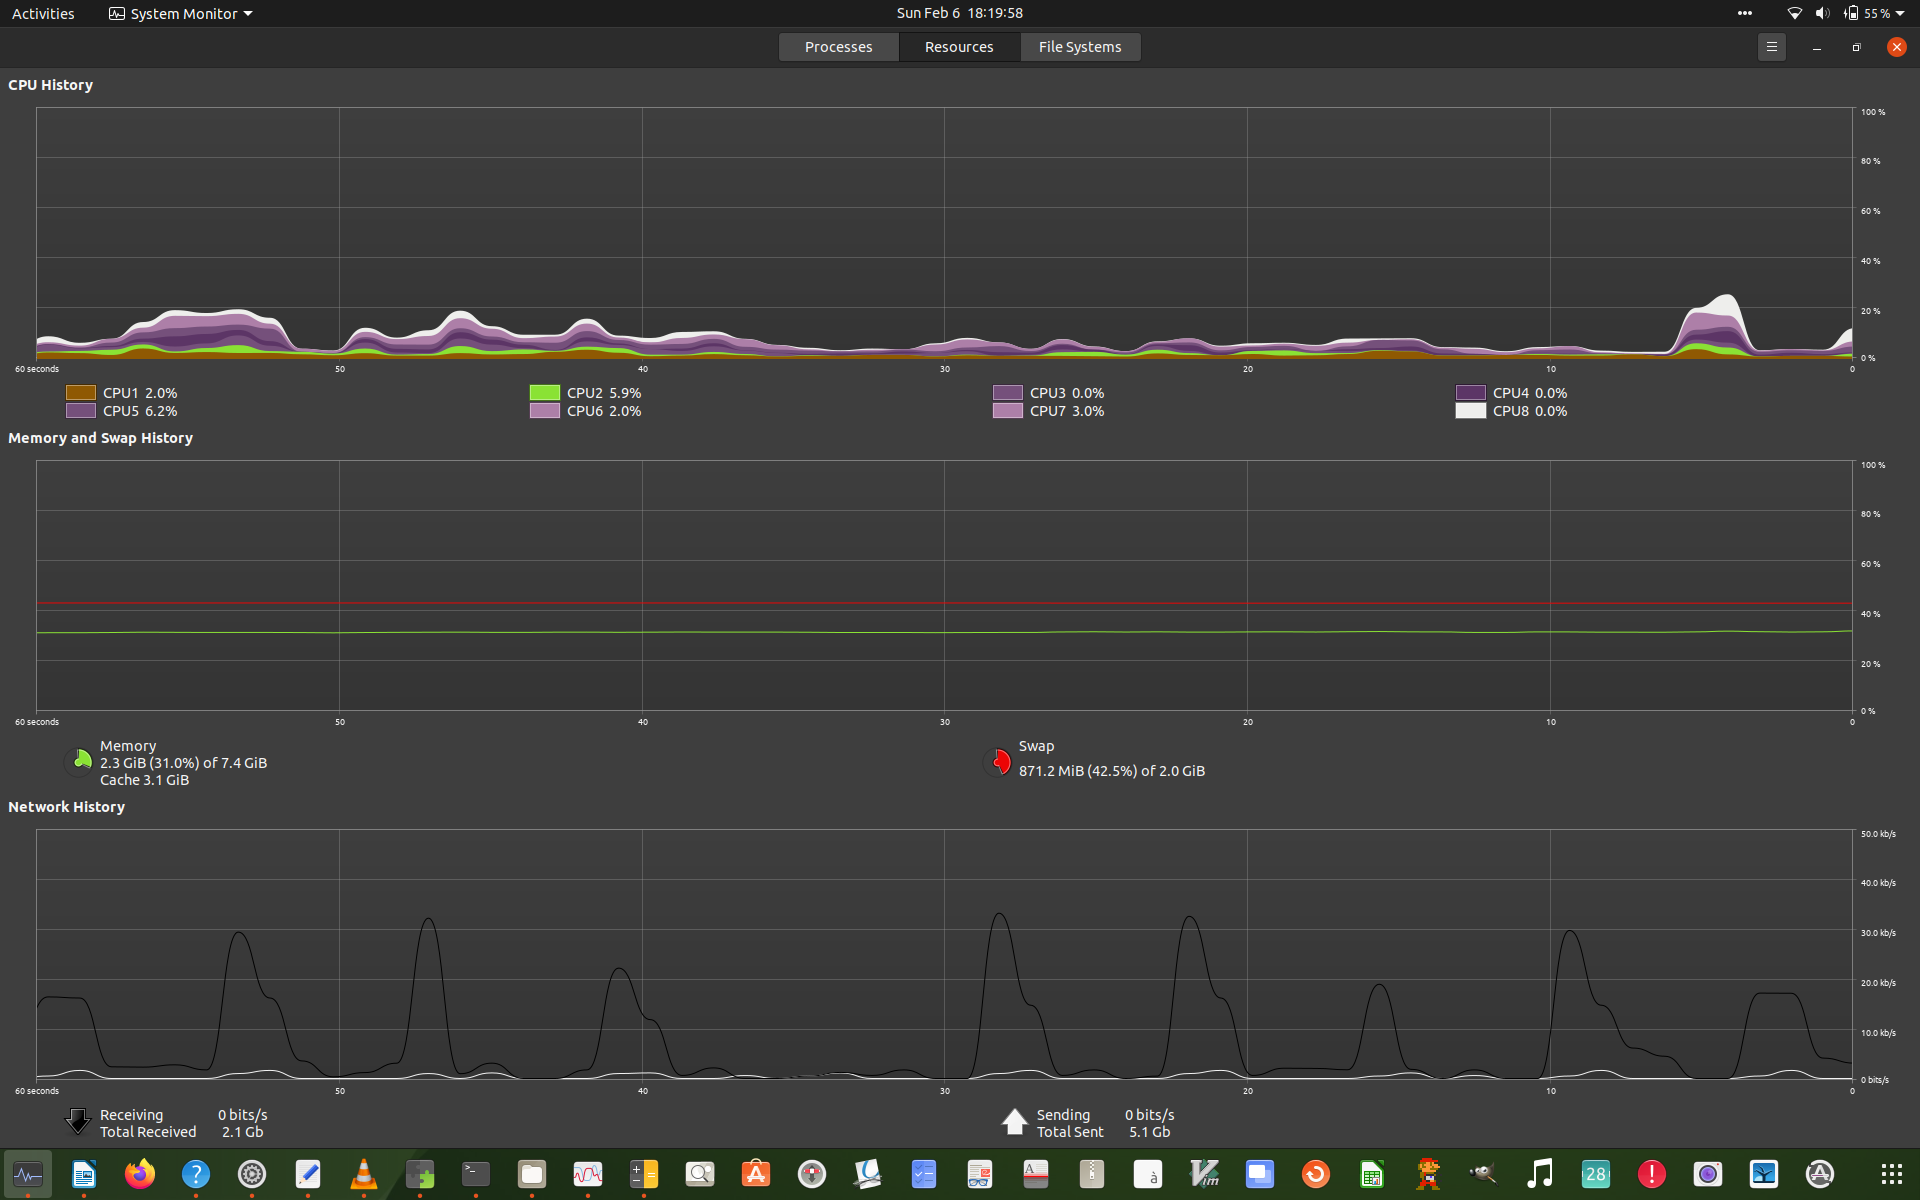 Activities System Monitor Sun Feb 6 18:19:58 55 %
Processes Resources File Systems
CPU History
100 %
80 %
60 %
40 %
20 %
0 %
60 seconds 50 40 30 20 10 0
CPU1 2.0% CPU2 5.9% CPU3 0.0% CPU4 0.0%
CPU5 6.2% CPU6 2.0% CPU7 3.0% CPU8 0.0%
Memory and Swap History
100 %
80 %
60 %
40 %
20 %
0 %
60 seconds 50 40 30 20 10 0
Memory
2.3 GiB (31.0%) of 7.4 GiB
Cache 3.1 GiB
Swap
871.2 MiB (42.5%) of 2.0 GiB
Network History
50.0 kb/s
40.0 kb/s
30.0 kb/s
20.0 kb/s
10.0 kb/s
0 bits/s
60 seconds 50 40 30 20 10 0
Receiving 0 bits/s
Total Received 2.1 Gb
Sending 0 bits/s
Total Sent 5.1 Gb
? >_ A à Vim 28 !